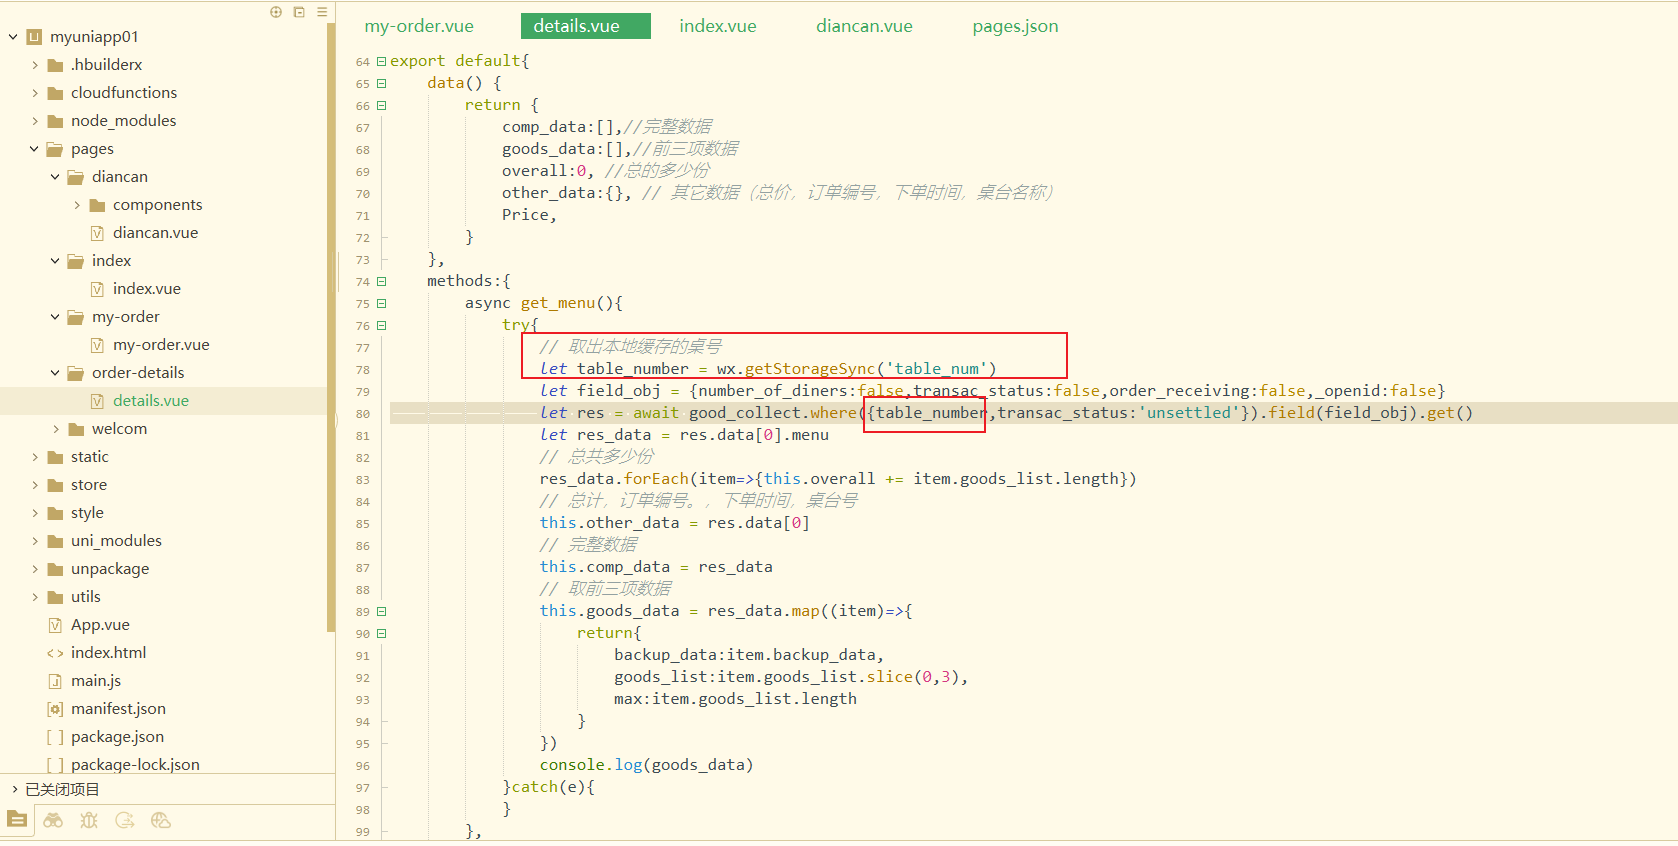 myuniapp01
.hbuilderx
cloudfunctions
node_modules
pages
diancan
components
diancan.vue
index
index.vue
my-order
my-order.vue
order-details
details.vue
welcom
static
store
style
uni_modules
unpackage
utils
App.vue
index.html
main.js
manifest.json
package.json
package-lock.json
已关闭项目
my-order.vue details.vue index.vue diancan.vue pages.json
64 export default{
65 data() {
66 return {
67 comp_data:[],//完整数据
68 goods_data:[],//前三项数据
69 overall:0, //总的多少份
70 other_data:{}, // 其它数据（总价，订单编号，下单时间，桌台名称）
71 Price,
72 }
73 },
74 methods:{
75 async get_menu(){
76 try{
77 // 取出本地缓存的桌号
78 let table_number = wx.getStorageSync('table_num')
79 let field_obj = {number_of_diners:false,transac_status:false,order_receiving:false,_openid:false}
80 let res = await good_collect.where({table_number,transac_status:'unsettled'}).field(field_obj).get()
81 let res_data = res.data[0].menu
82 // 总共多少份
83 res_data.forEach(item=>{this.overall += item.goods_list.length})
84 // 总计，订单编号。，下单时间，桌台号
85 this.other_data = res.data[0]
86 // 完整数据
87 this.comp_data = res_data
88 // 取前三项数据
89 this.goods_data = res_data.map((item)=>{
90 return{
91 backup_data:item.backup_data,
92 goods_list:item.goods_list.slice(0,3),
93 max:item.goods_list.length
94 }
95 })
96 console.log(goods_data)
97 }catch(e){
98 }
99 },